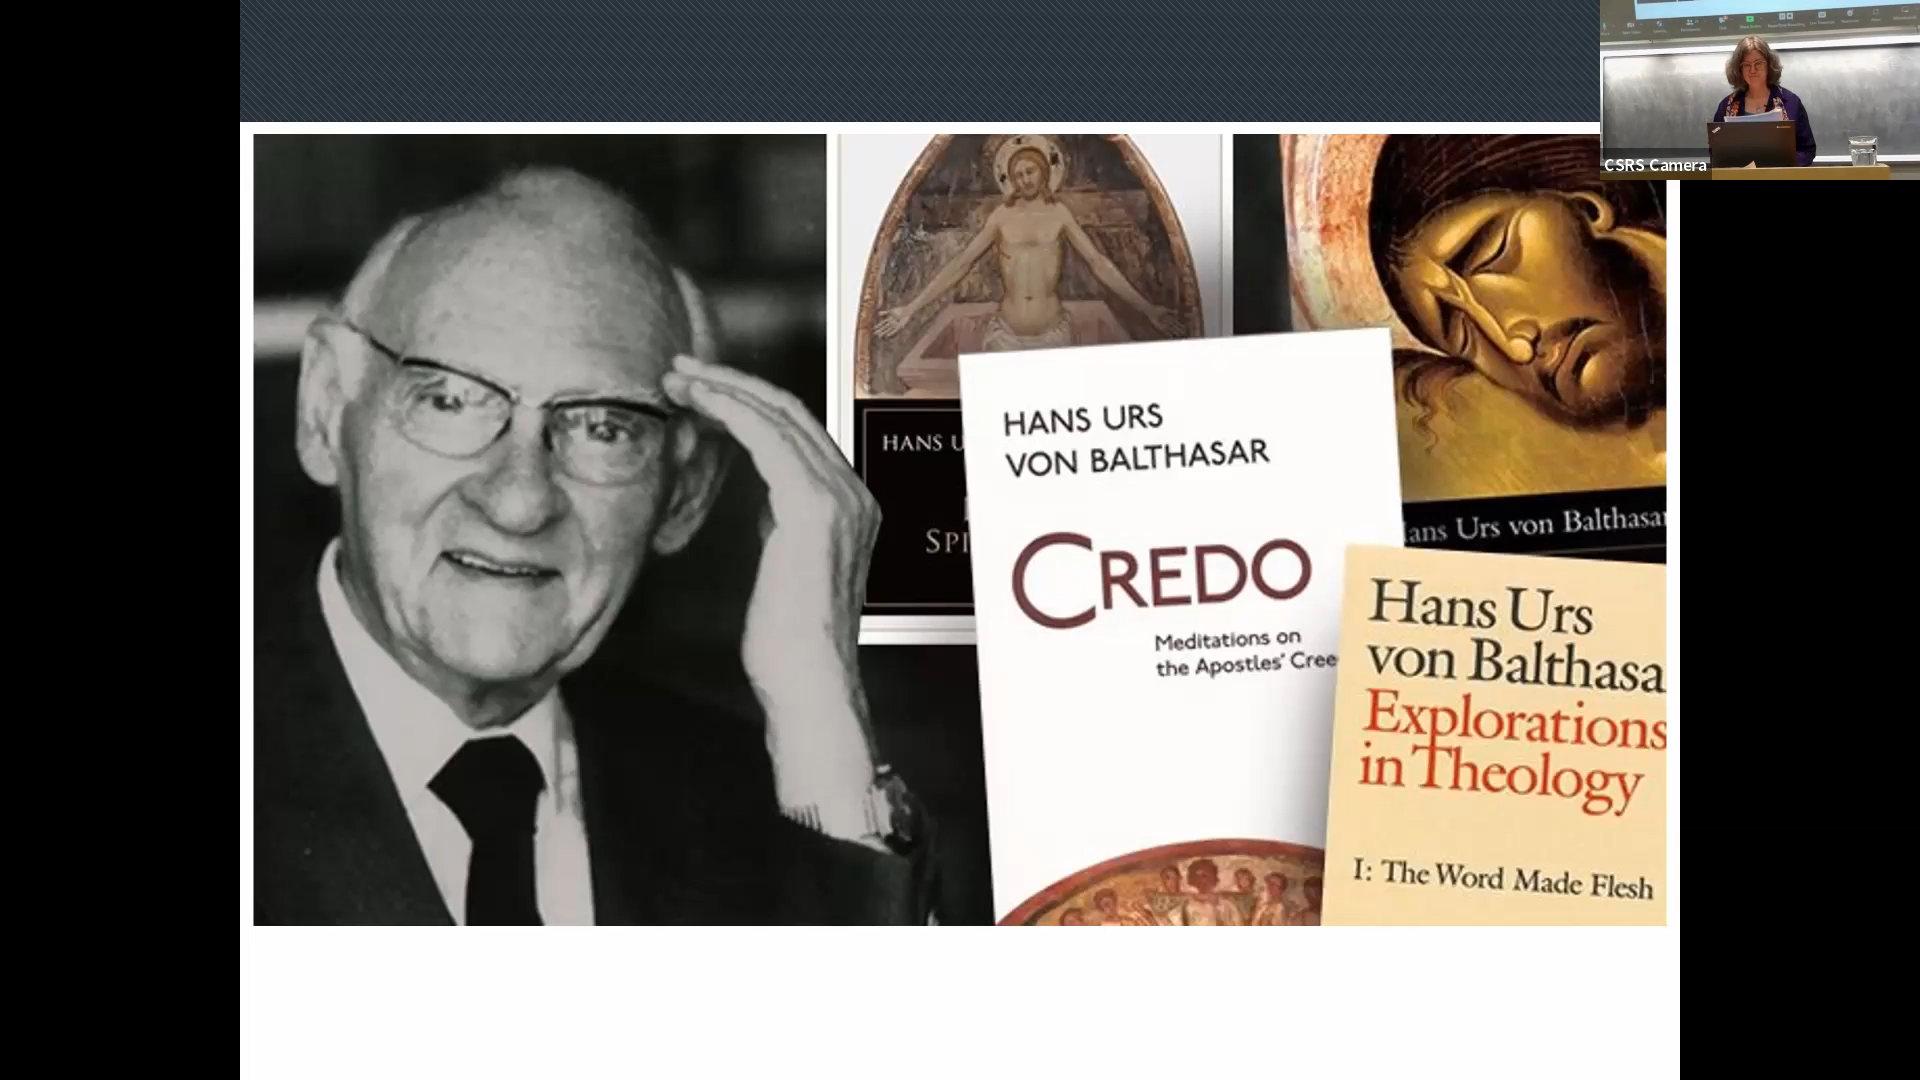 CSRS Camera
HANS U
SPI
HANS URS
VON BALTHASAR
CREDO
Meditations on
the Apostles' Cree
Hans Urs von Balthasar
Hans Urs
von Balthasa
Explorations
in Theology
I: The Word Made Flesh